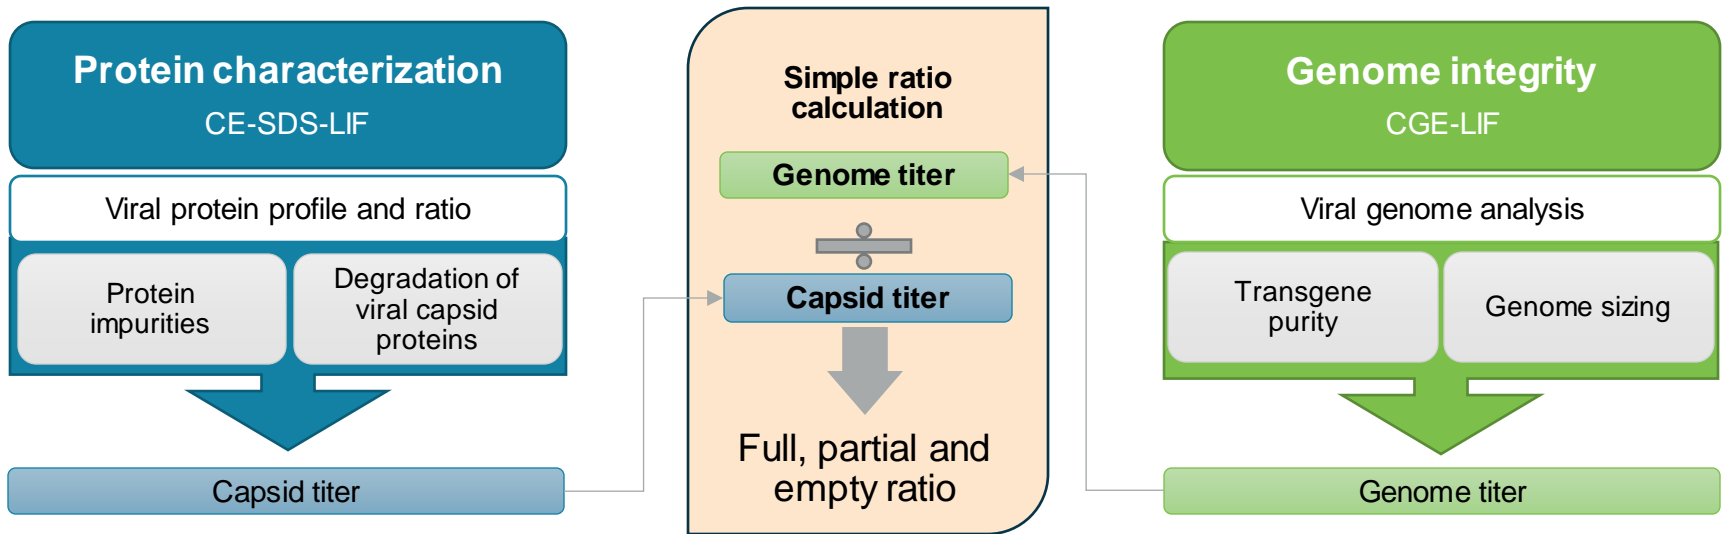 Protein characterization
CE-SDS-LIF
Viral protein profile and ratio
Protein
impurities
Degradation of
viral capsid
proteins
Capsid titer
Simple ratio
calculation
Genome titer
Capsid titer
Full, partial and
empty ratio
Genome integrity
CGE-LIF
Viral genome analysis
Transgene
purity
Genome sizing
Genome titer